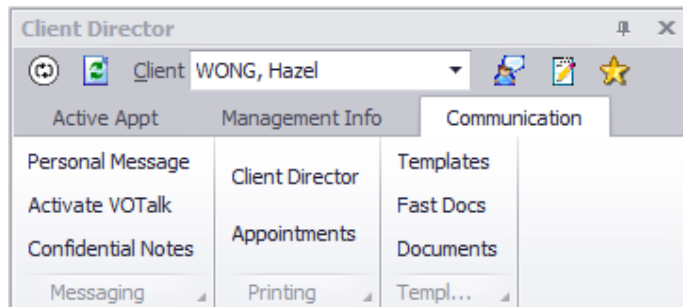 Client Director
Client WONG, Hazel
Active Appt Management Info Communication
Personal Message
Activate VOTalk
Confidential Notes
Messaging
Client Director
Appointments
Printing
Templates
Fast Docs
Documents
Templ...